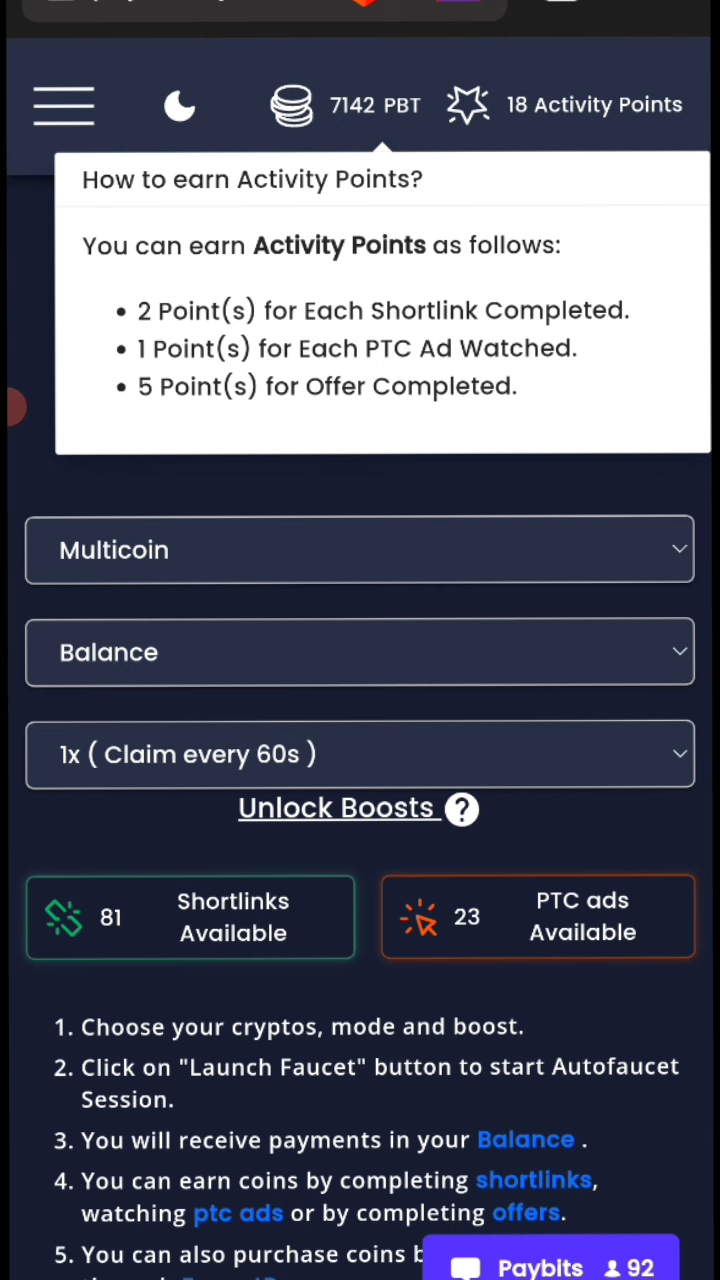 7142 PBT
18 Activity Points
How to earn Activity Points?
You can earn Activity Points as follows:
• 2 Point(s) for Each Shortlink Completed.
• 1 Point(s) for Each PTC Ad Watched.
• 5 Point(s) for Offer Completed.
Multicoin
Balance
1x ( Claim every 60s )
Unlock Boosts ?
81 Shortlinks
Available
23 PTC ads
Available
1. Choose your cryptos, mode and boost.
2. Click on "Launch Faucet" button to start Autofaucet
Session.
3. You will receive payments in your Balance .
4. You can earn coins by completing shortlinks,
watching ptc ads or by completing offers.
5. You can also purchase coins
Paybits 92